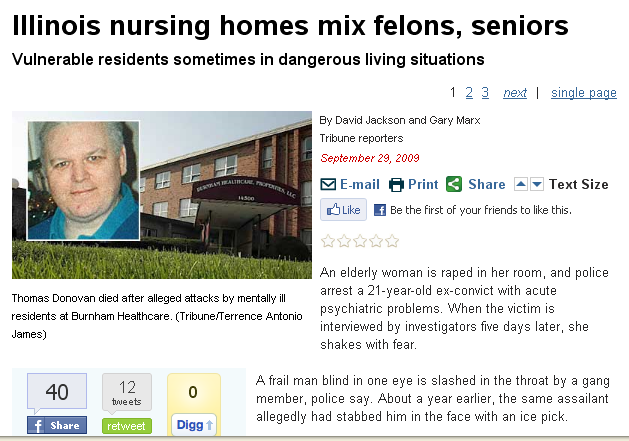 Illinois nursing homes mix felons, seniors
Vulnerable residents sometimes in dangerous living situations
1 2 3 next | single page
BURNHAM HEALTHCARE PROPERTIES, LLC
14500
By David Jackson and Gary Marx
Tribune reporters
September 29, 2009
E-mail Print Share Text Size
Like Be the first of your friends to like this.
An elderly woman is raped in her room, and police
arrest a 21-year-old ex-convict with acute
psychiatric problems. When the victim is
interviewed by investigators five days later, she
shakes with fear.
Thomas Donovan died after alleged attacks by mentally ill
residents at Burnham Healthcare. (Tribune/Terrence Antonio
James)
40
f Share
12
tweets
retweet
0
Digg
A frail man blind in one eye is slashed in the throat by a gang
member, police say. About a year earlier, the same assailant
allegedly had stabbed him in the face with an ice pick.